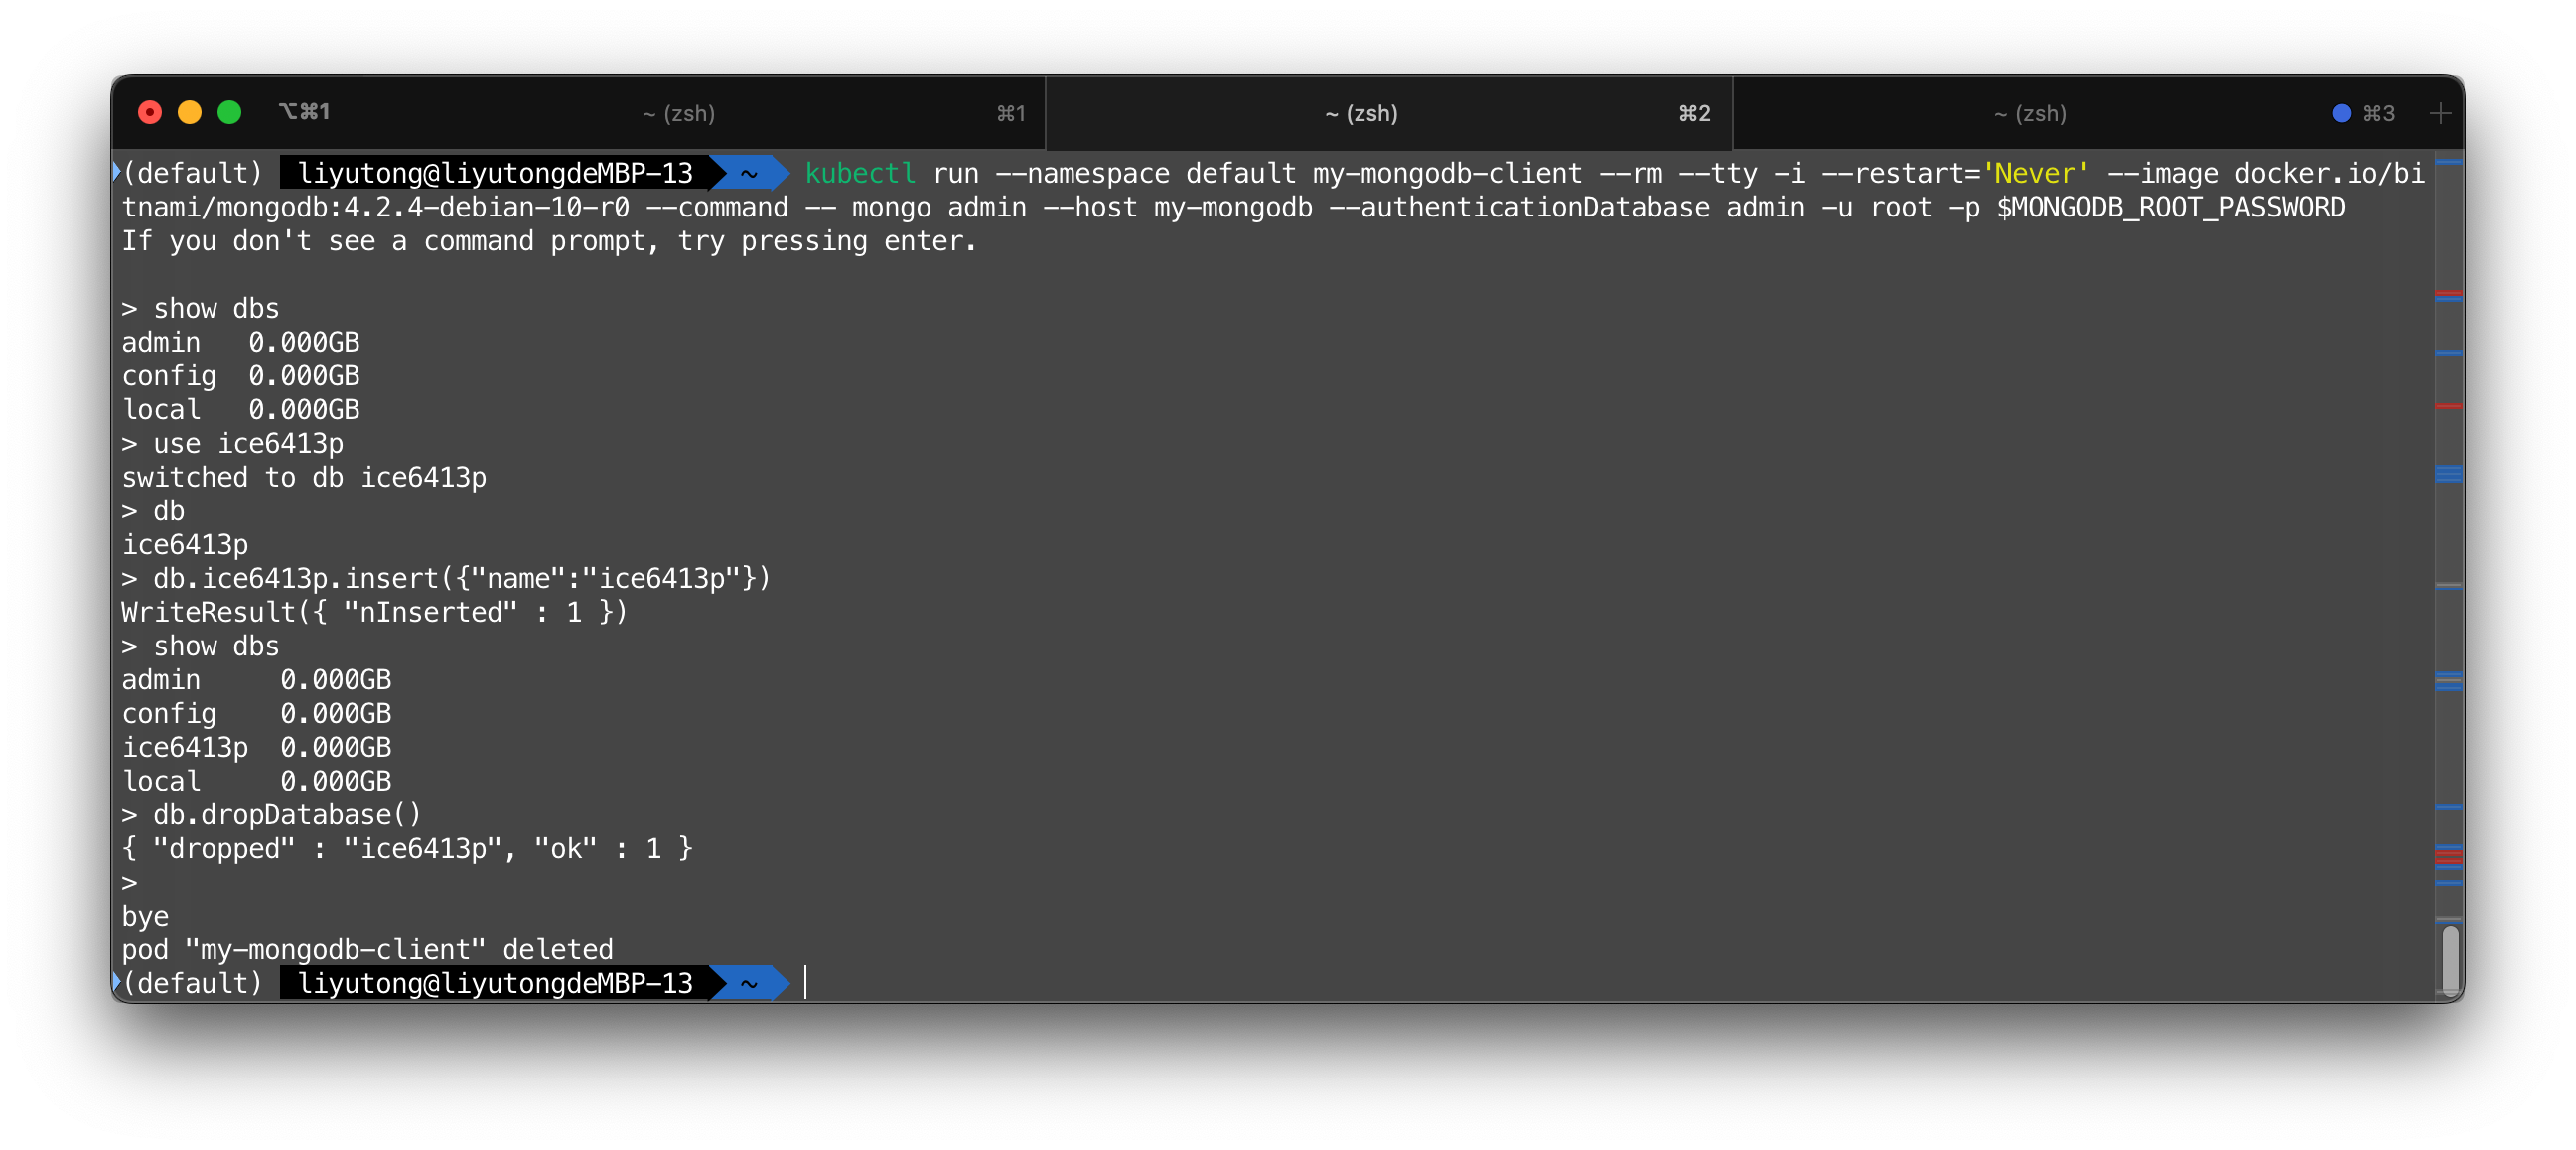 ⌥⌘1 ~ (zsh) ⌘1 ~ (zsh) ⌘2 ~ (zsh) ⌘3 +
(default) liyutong@liyutongdeMBP-13 ~ kubectl run --namespace default my-mongodb-client --rm --tty -i --restart='Never' --image docker.io/bi
tnami/mongodb:4.2.4-debian-10-r0 --command -- mongo admin --host my-mongodb --authenticationDatabase admin -u root -p $MONGODB_ROOT_PASSWORD
If you don't see a command prompt, try pressing enter.
> show dbs
admin   0.000GB
config  0.000GB
local   0.000GB
> use ice6413p
switched to db ice6413p
> db
ice6413p
> db.ice6413p.insert({"name":"ice6413p"})
WriteResult({ "nInserted" : 1 })
> show dbs
admin     0.000GB
config    0.000GB
ice6413p  0.000GB
local     0.000GB
> db.dropDatabase()
{ "dropped" : "ice6413p", "ok" : 1 }
>
bye
pod "my-mongodb-client" deleted
(default) liyutong@liyutongdeMBP-13 ~